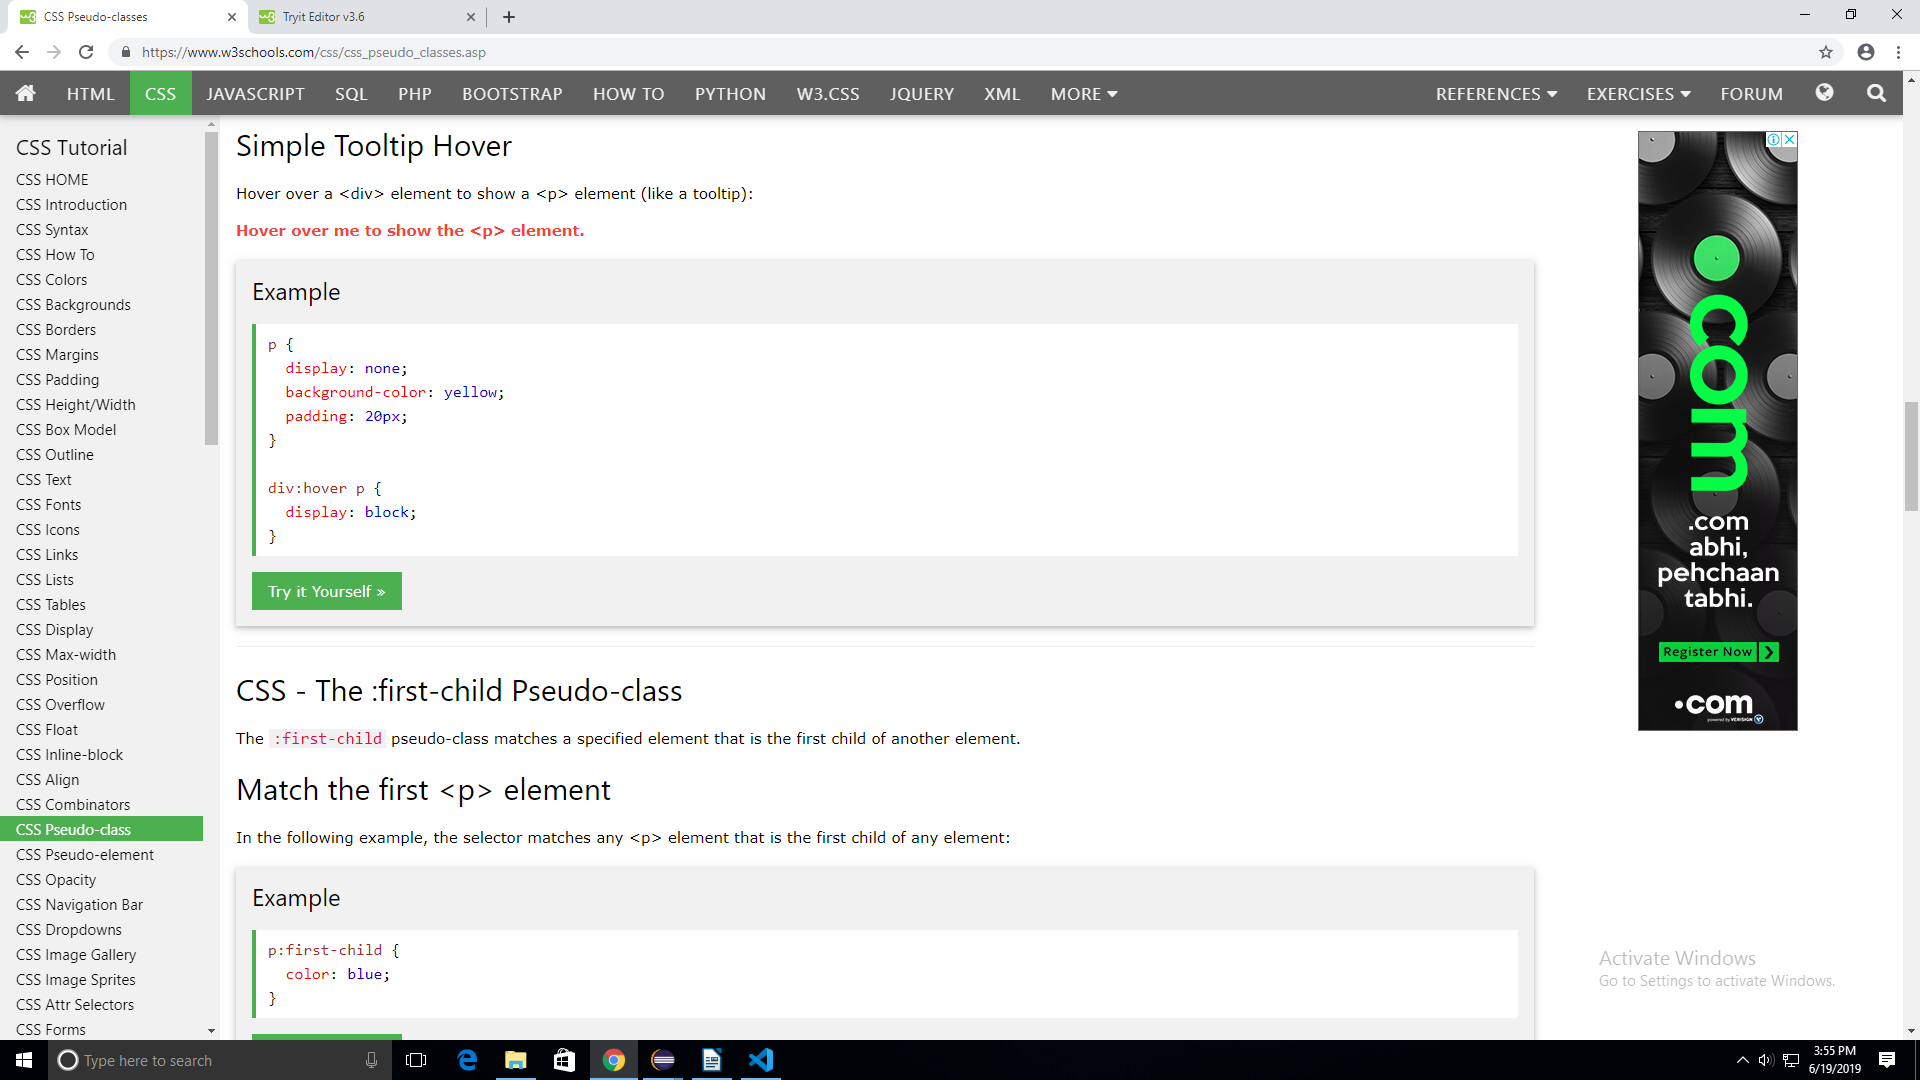 CSS Pseudo-classes
Tryit Editor v3.6
https://www.w3schools.com/css/css_pseudo_classes.asp
HTML
CSS
JAVASCRIPT
SQL
PHP
BOOTSTRAP
HOW TO
PYTHON
W3.CSS
JQUERY
XML
MORE
REFERENCES
EXERCISES
FORUM
CSS Tutorial
CSS HOME
CSS Introduction
CSS Syntax
CSS How To
CSS Colors
CSS Backgrounds
CSS Borders
CSS Margins
CSS Padding
CSS Height/Width
CSS Box Model
CSS Outline
CSS Text
CSS Fonts
CSS Icons
CSS Links
CSS Lists
CSS Tables
CSS Display
CSS Max-width
CSS Position
CSS Overflow
CSS Float
CSS Inline-block
CSS Align
CSS Combinators
CSS Pseudo-class
CSS Pseudo-element
CSS Opacity
CSS Navigation Bar
CSS Dropdowns
CSS Image Gallery
CSS Image Sprites
CSS Attr Selectors
CSS Forms
Simple Tooltip Hover
Hover over a <div> element to show a <p> element (like a tooltip):
Hover over me to show the <p> element.
Example
p {
display: none;
background-color: yellow;
padding: 20px;
}
div:hover p {
display: block;
}
Try it Yourself »
CSS - The :first-child Pseudo-class
The :first-child pseudo-class matches a specified element that is the first child of another element.
Match the first <p> element
In the following example, the selector matches any <p> element that is the first child of any element:
Example
p:first-child {
color: blue;
}
.com
.com
abhi,
pehchaan
tabhi.
Register Now
.com
powered by VERISIGN
Activate Windows
Go to Settings to activate Windows.
Type here to search
3:55 PM
6/19/2019